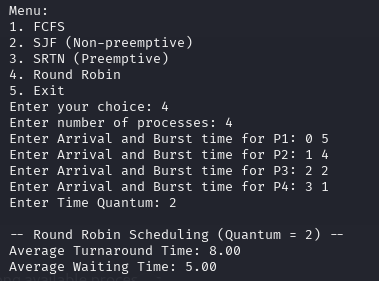 Menu:
1. FCFS
2. SJF (Non-preemptive)
3. SRTN (Preemptive)
4. Round Robin
5. Exit
Enter your choice: 4
Enter number of processes: 4
Enter Arrival and Burst time for P1: 0 5
Enter Arrival and Burst time for P2: 1 4
Enter Arrival and Burst time for P3: 2 2
Enter Arrival and Burst time for P4: 3 1
Enter Time Quantum: 2

-- Round Robin Scheduling (Quantum = 2) --
Average Turnaround Time: 8.00
Average Waiting Time: 5.00